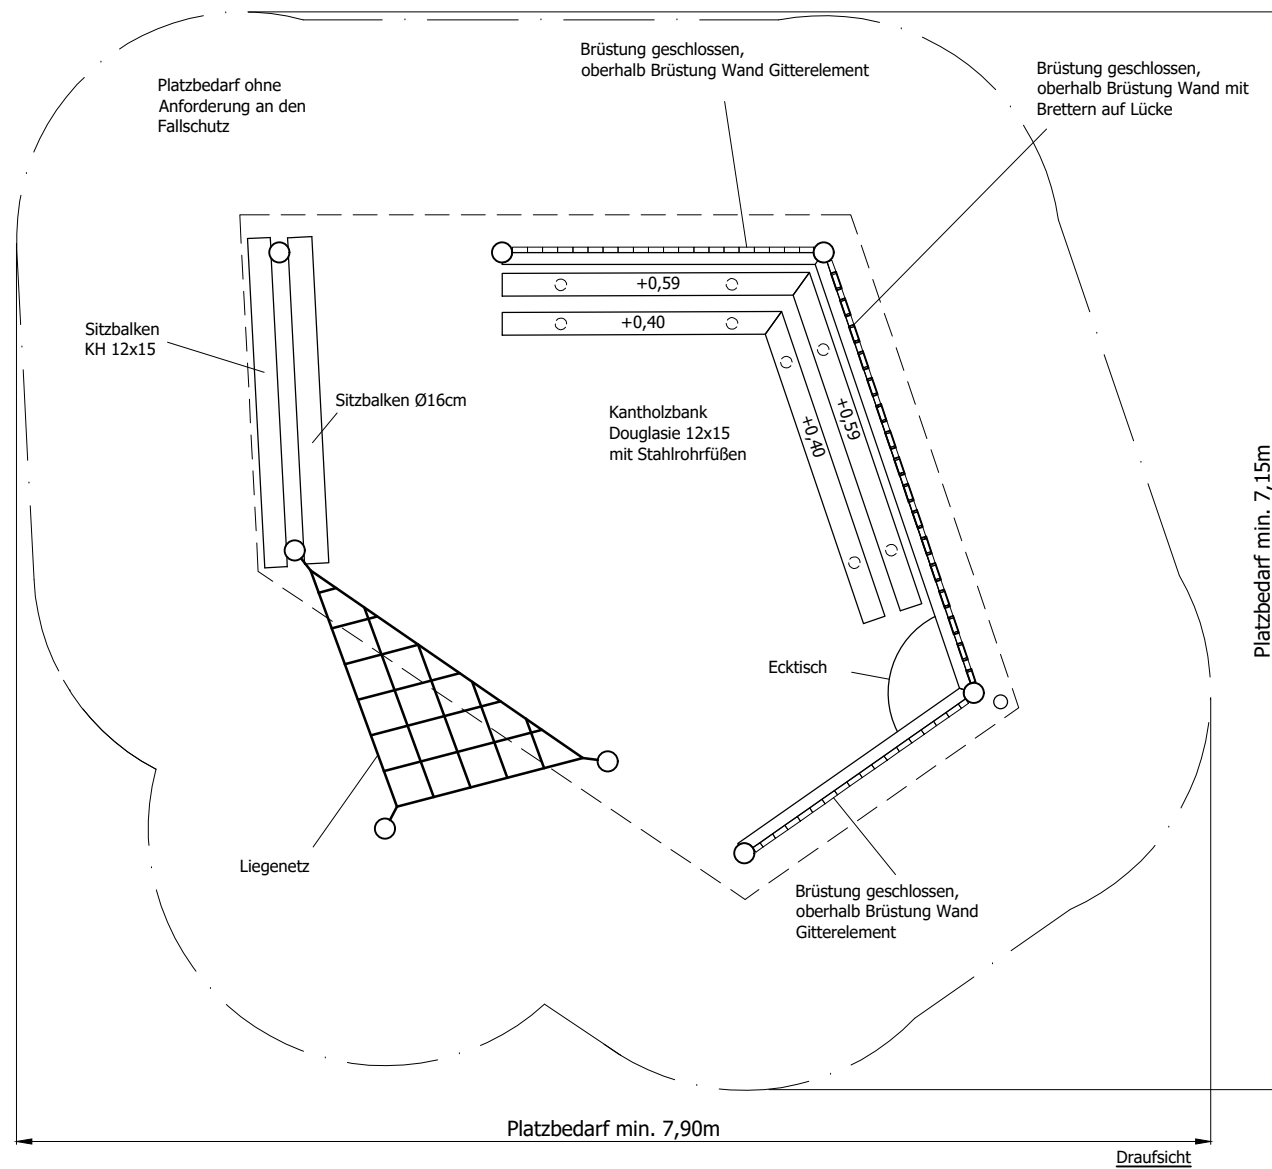 Brüstung geschlossen,
oberhalb Brüstung Wand Gitterelement
Brüstung geschlossen,
oberhalb Brüstung Wand mit
Brettern auf Lücke
Platzbedarf ohne
Anforderung an den
Fallschutz
+0,59
+0,40
Sitzbalken
KH 12x15
Sitzbalken Ø16cm
Kantholzbank
Douglasie 12x15
mit Stahlrohrfüßen
+0,59
+0,40
Platzbedarf min. 7,15m
Ecktisch
Liegenetz
Brüstung geschlossen,
oberhalb Brüstung Wand
Gitterelement
Platzbedarf min. 7,90m
Draufsicht